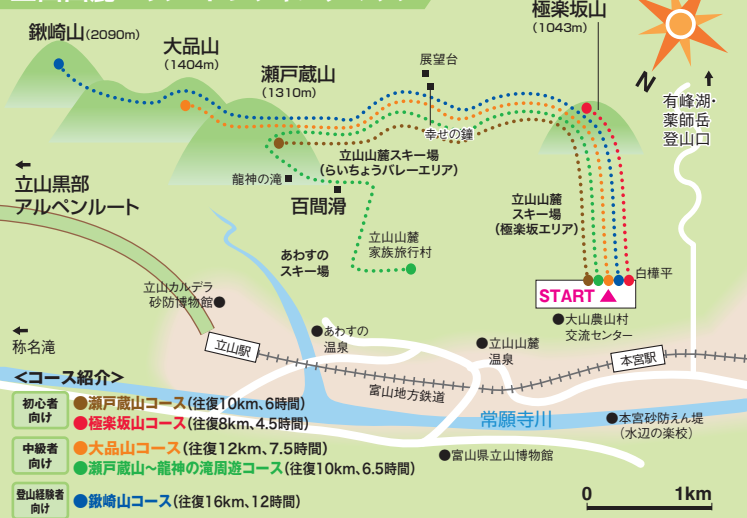 極楽坂山
(1043m)
鍬崎山(2090m)
大品山
(1404m)
瀬戸蔵山
(1310m)
展望台
N
有峰湖・
薬師岳
登山口
幸せの鐘
立山山麓スキー場
(らいちょうバレーエリア)
立山黒部
アルペンルート
龍神の滝
百間滑
立山山麓
スキー場
(極楽坂エリア)
立山山麓
家族旅行村
あわすの
スキー場
白樺平
START
立山カルデラ
砂防博物館
大山農山村
交流センター
称名滝
立山駅
あわすの
温泉
立山山麓
温泉
本宮駅
富山地方鉄道
常願寺川
本宮砂防えん堤
(水辺の楽校)
富山県立山博物館
<コース紹介>
初心者
向け
瀬戸蔵山コース(往復10km、6時間)
極楽坂山コース(往復8km、4.5時間)
中級者
向け
大品山コース(往復12km、7.5時間)
瀬戸蔵山〜龍神の滝周遊コース(往復10km、6.5時間)
登山経験者
向け
鍬崎山コース(往復16km、12時間)
0 1km